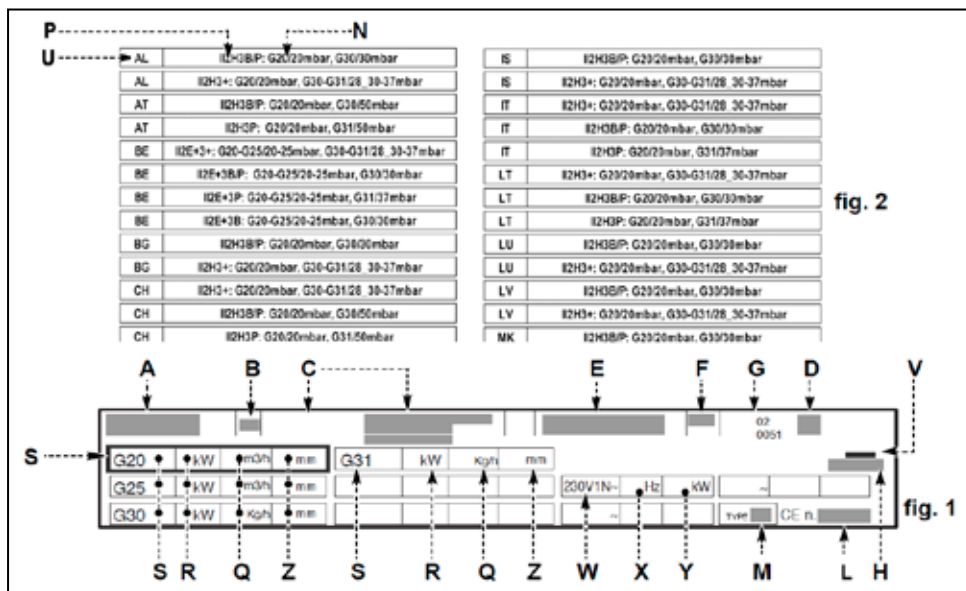 P N
U AL II2H3B/P: G20/20mbar, G30/30mbar
AL II2H3+: G20/20mbar, G30-G31/28_30-37mbar
AT II2H3B/P: G20/20mbar, G30/50mbar
AT II2H3P: G20/20mbar, G31/50mbar
BE II2E+3+: G20-G25/20-25mbar, G30-G31/28_30-37mbar
BE II2E+3B/P: G20-G25/20-25mbar, G30/30mbar
BE II2E+3P: G20-G25/20-25mbar, G31/37mbar
BE II2E+3B: G20-G25/20-25mbar, G30/30mbar
BG II2H3B/P: G20/20mbar, G30/30mbar
BG II2H3+: G20/20mbar, G30-G31/28_30-37mbar
CH II2H3+: G20/20mbar, G30-G31/28_30-37mbar
CH II2H3B/P: G20/20mbar, G30/50mbar
CH II2H3P: G20/20mbar, G31/50mbar
IS II2H3B/P: G20/20mbar, G30/30mbar
IS II2H3+: G20/20mbar, G30-G31/28_30-37mbar
IT II2H3+: G20/20mbar, G30-G31/28_30-37mbar
IT II2H3B/P: G20/20mbar, G30/30mbar
IT II2H3P: G20/20mbar, G31/37mbar
LT II2H3+: G20/20mbar, G30-G31/28_30-37mbar
LT II2H3B/P: G20/20mbar, G30/30mbar
LT II2H3P: G20/20mbar, G31/37mbar
LU II2H3B/P: G20/20mbar, G30/30mbar
LU II2H3+: G20/20mbar, G30-G31/28_30-37mbar
LV II2H3B/P: G20/20mbar, G30/30mbar
LV II2H3+: G20/20mbar, G30-G31/28_30-37mbar
MK II2H3B/P: G20/20mbar, G30/30mbar
fig. 2
A B C E F G D V
02
0051
S G20 kW m3/h mm G31 kW Kg/h mm
G25 kW m3/h mm 230V1N~ Hz kW ~
fig. 1
G30 kW Kg/h mm ~ TYPE CE n.
S R Q Z S R Q Z W X Y M L H